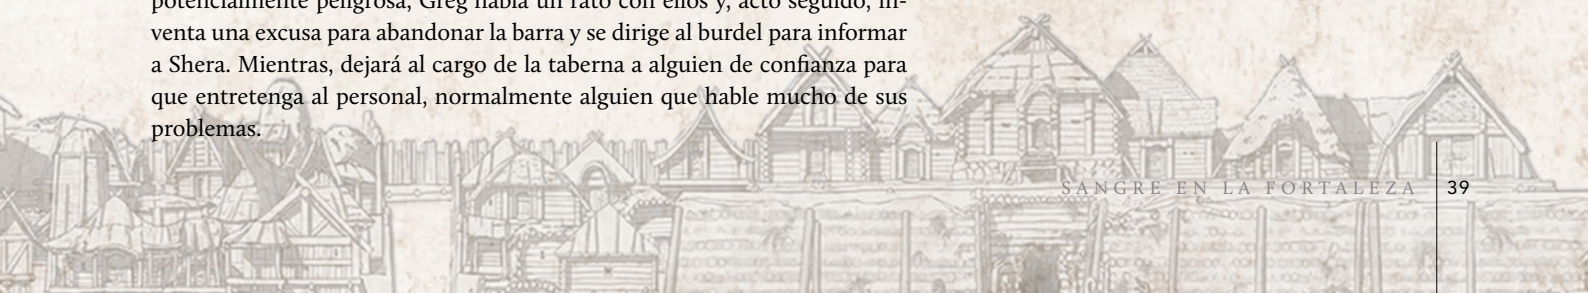 potencialmente peligrosa, Greg habla un rato con ellos y, acto seguido, in-
venta una excusa para abandonar la barra y se dirige al burdel para informar
a Shera. Mientras, dejará al cargo de la taberna a alguien de confianza para
que entretenga al personal, normalmente alguien que hable mucho de sus
problemas.
SANGRE EN LA FORTALEZA 39